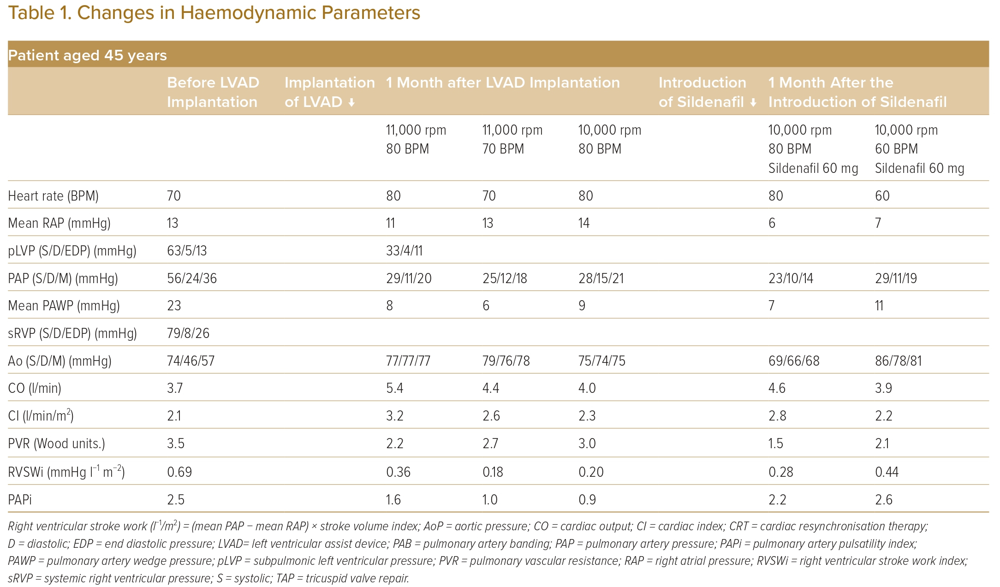 Table 1. Changes in Haemodynamic Parameters
Patient aged 45 years
Before LVAD Implantation Implantation of LVAD ⬇ 1 Month after LVAD Implantation Introduction of Sildenafil ⬇ 1 Month After the Introduction of Sildenafil
11,000 rpm 80 BPM 11,000 rpm 70 BPM 10,000 rpm 80 BPM 10,000 rpm 80 BPM Sildenafil 60 mg 10,000 rpm 60 BPM Sildenafil 60 mg
Heart rate (BPM) 70 80 70 80 80 60
Mean RAP (mmHg) 13 11 13 14 6 7
pLVP (S/D/EDP) (mmHg) 63/5/13 33/4/11
PAP (S/D/M) (mmHg) 56/24/36 29/11/20 25/12/18 28/15/21 23/10/14 29/11/19
Mean PAWP (mmHg) 23 8 6 9 7 11
sRVP (S/D/EDP) (mmHg) 79/8/26
Ao (S/D/M) (mmHg) 74/46/57 77/77/77 79/76/78 75/74/75 69/66/68 86/78/81
CO (l/min) 3.7 5.4 4.4 4.0 4.6 3.9
CI (l/min/m²) 2.1 3.2 2.6 2.3 2.8 2.2
PVR (Wood units.) 3.5 2.2 2.7 3.0 1.5 2.1
RVSWi (mmHg l⁻¹ m⁻²) 0.69 0.36 0.18 0.20 0.28 0.44
PAPi 2.5 1.6 1.0 0.9 2.2 2.6
Right ventricular stroke work (l⁻¹/m²) = (mean PAP − mean RAP) × stroke volume index; AoP = aortic pressure; CO = cardiac output; CI = cardiac index; CRT = cardiac resynchronisation therapy;
D = diastolic; EDP = end diastolic pressure; LVAD= left ventricular assist device; PAB = pulmonary artery banding; PAP = pulmonary artery pressure; PAPi = pulmonary artery pulsatility index;
PAWP = pulmonary artery wedge pressure; pLVP = subpulmonic left ventricular pressure; PVR = pulmonary vascular resistance; RAP = right atrial pressure; RVSWi = right ventricular stroke work index;
sRVP = systemic right ventricular pressure; S = systolic; TAP = tricuspid valve repair.